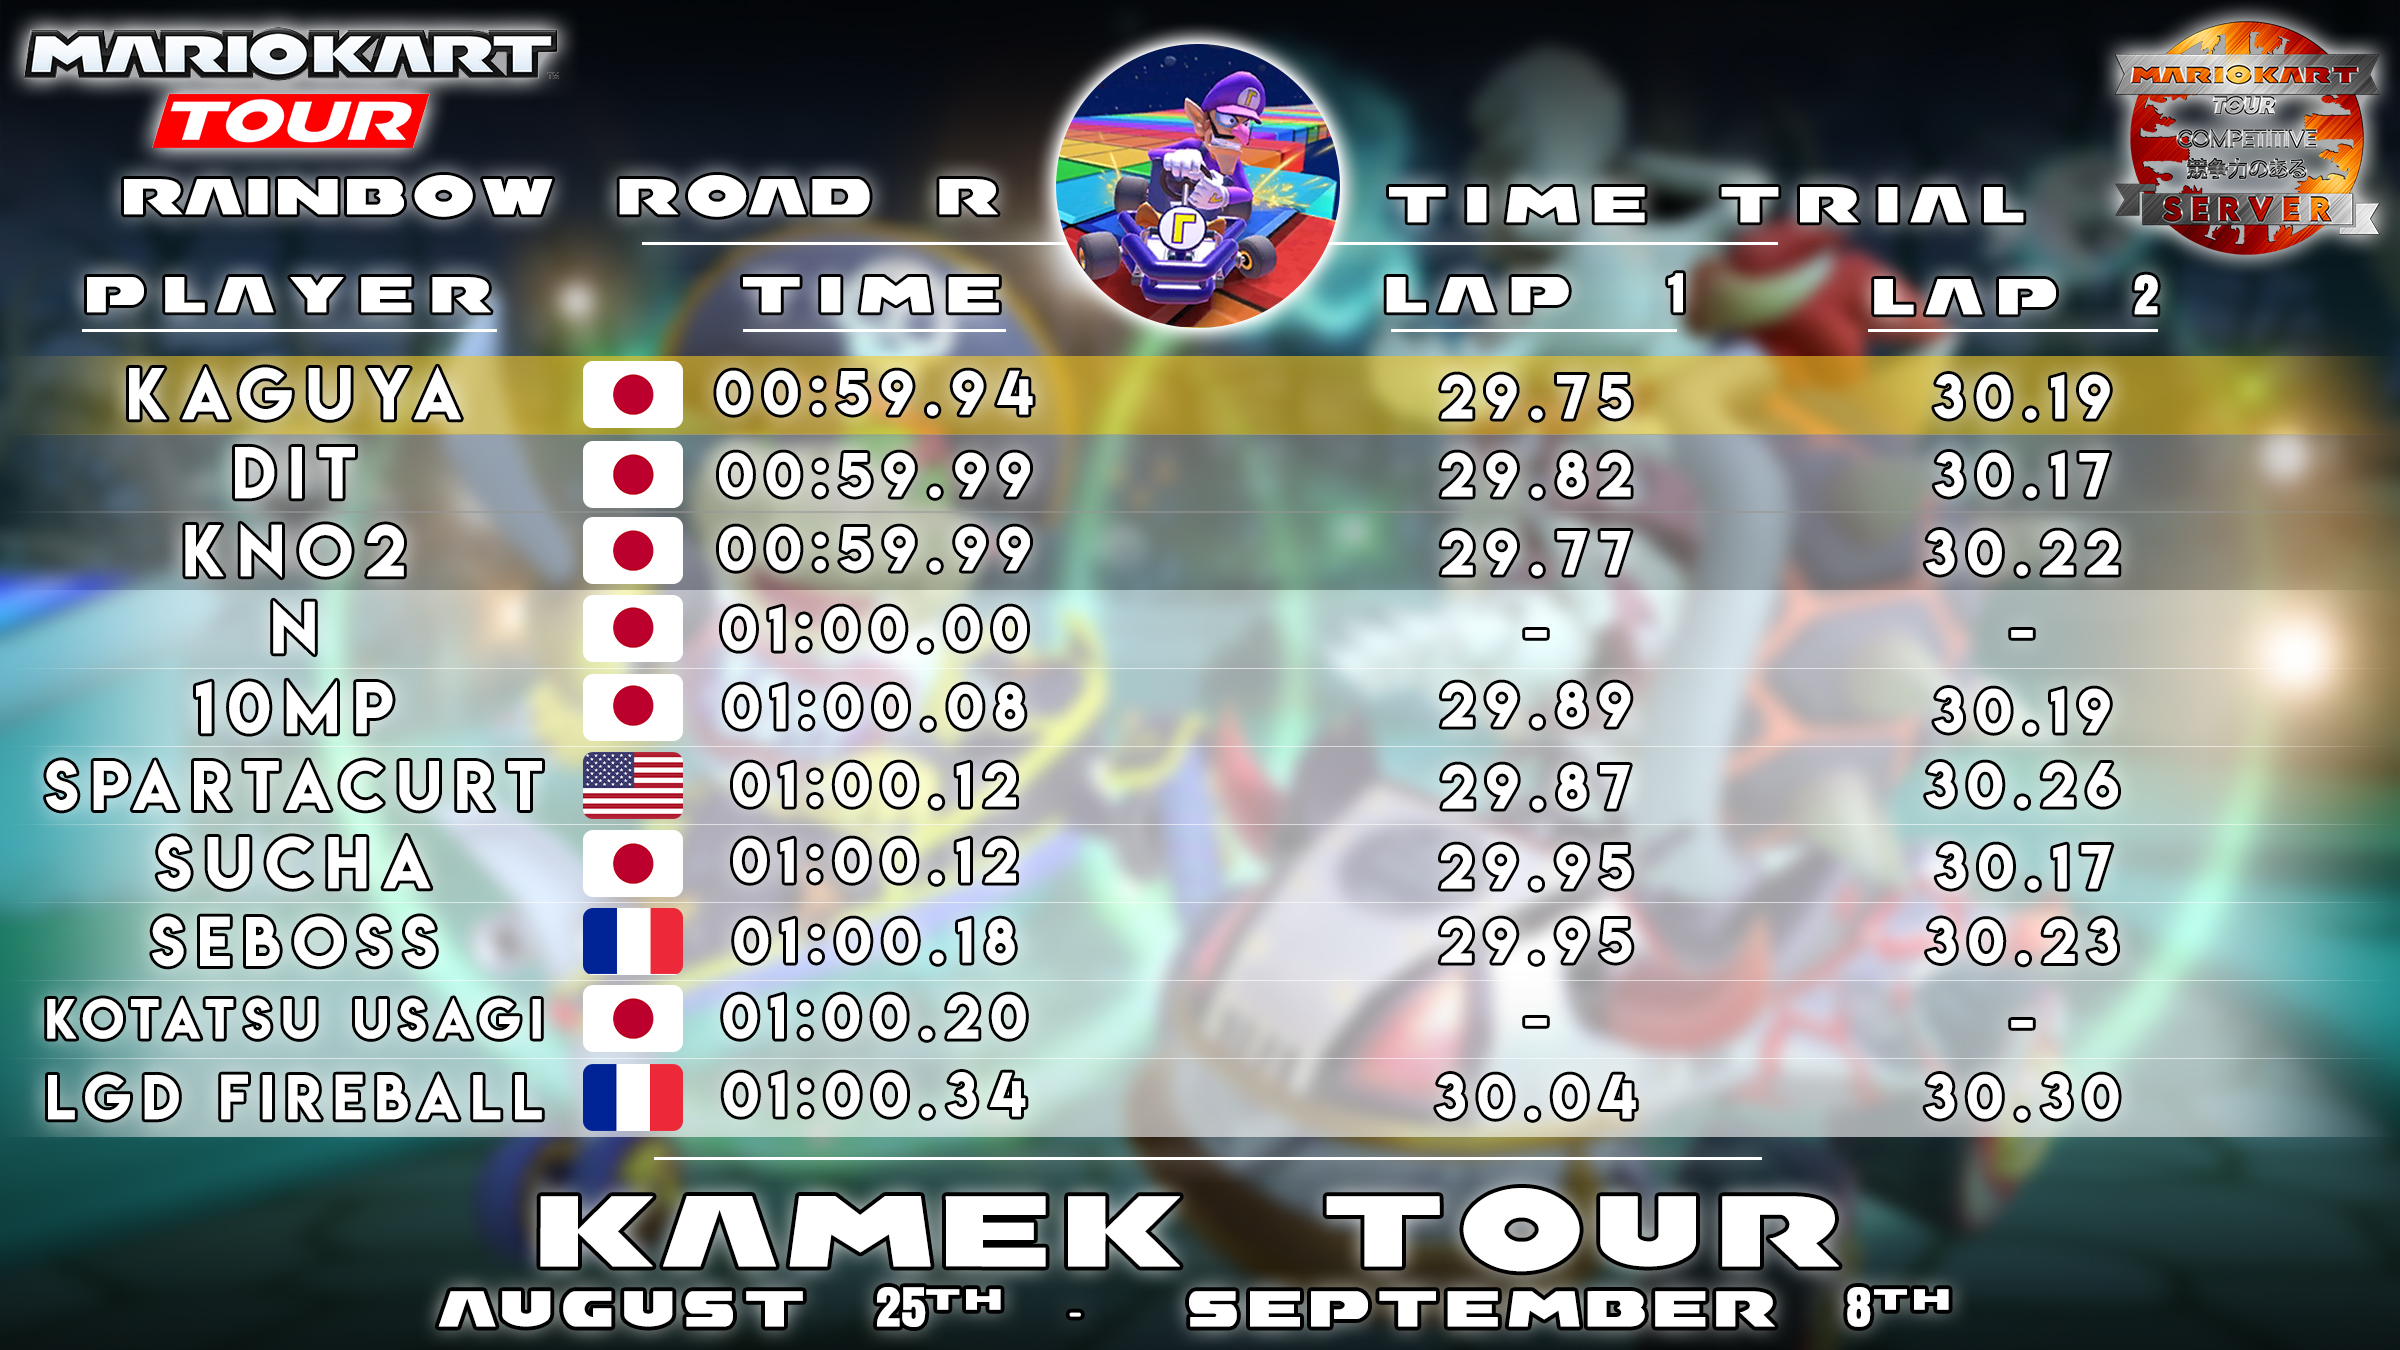 MARIOKART
TOUR
MARIOKART
TOUR
COMPETITIVE
競争力のある
SERVER
RAINBOW ROAD R TIME TRIAL
PLAYER TIME LAP 1 LAP 2
KAGUYA 00:59.94 29.75 30.19
DIT 00:59.99 29.82 30.17
KNO2 00:59.99 29.77 30.22
N 01:00.00 - -
10MP 01:00.08 29.89 30.19
SPARTACURT 01:00.12 29.87 30.26
SUCHA 01:00.12 29.95 30.17
SEBOSS 01:00.18 29.95 30.23
KOTATSU USAGI 01:00.20 - -
LGD FIREBALL 01:00.34 30.04 30.30
KAMEK TOUR
AUGUST 25TH - SEPTEMBER 8TH